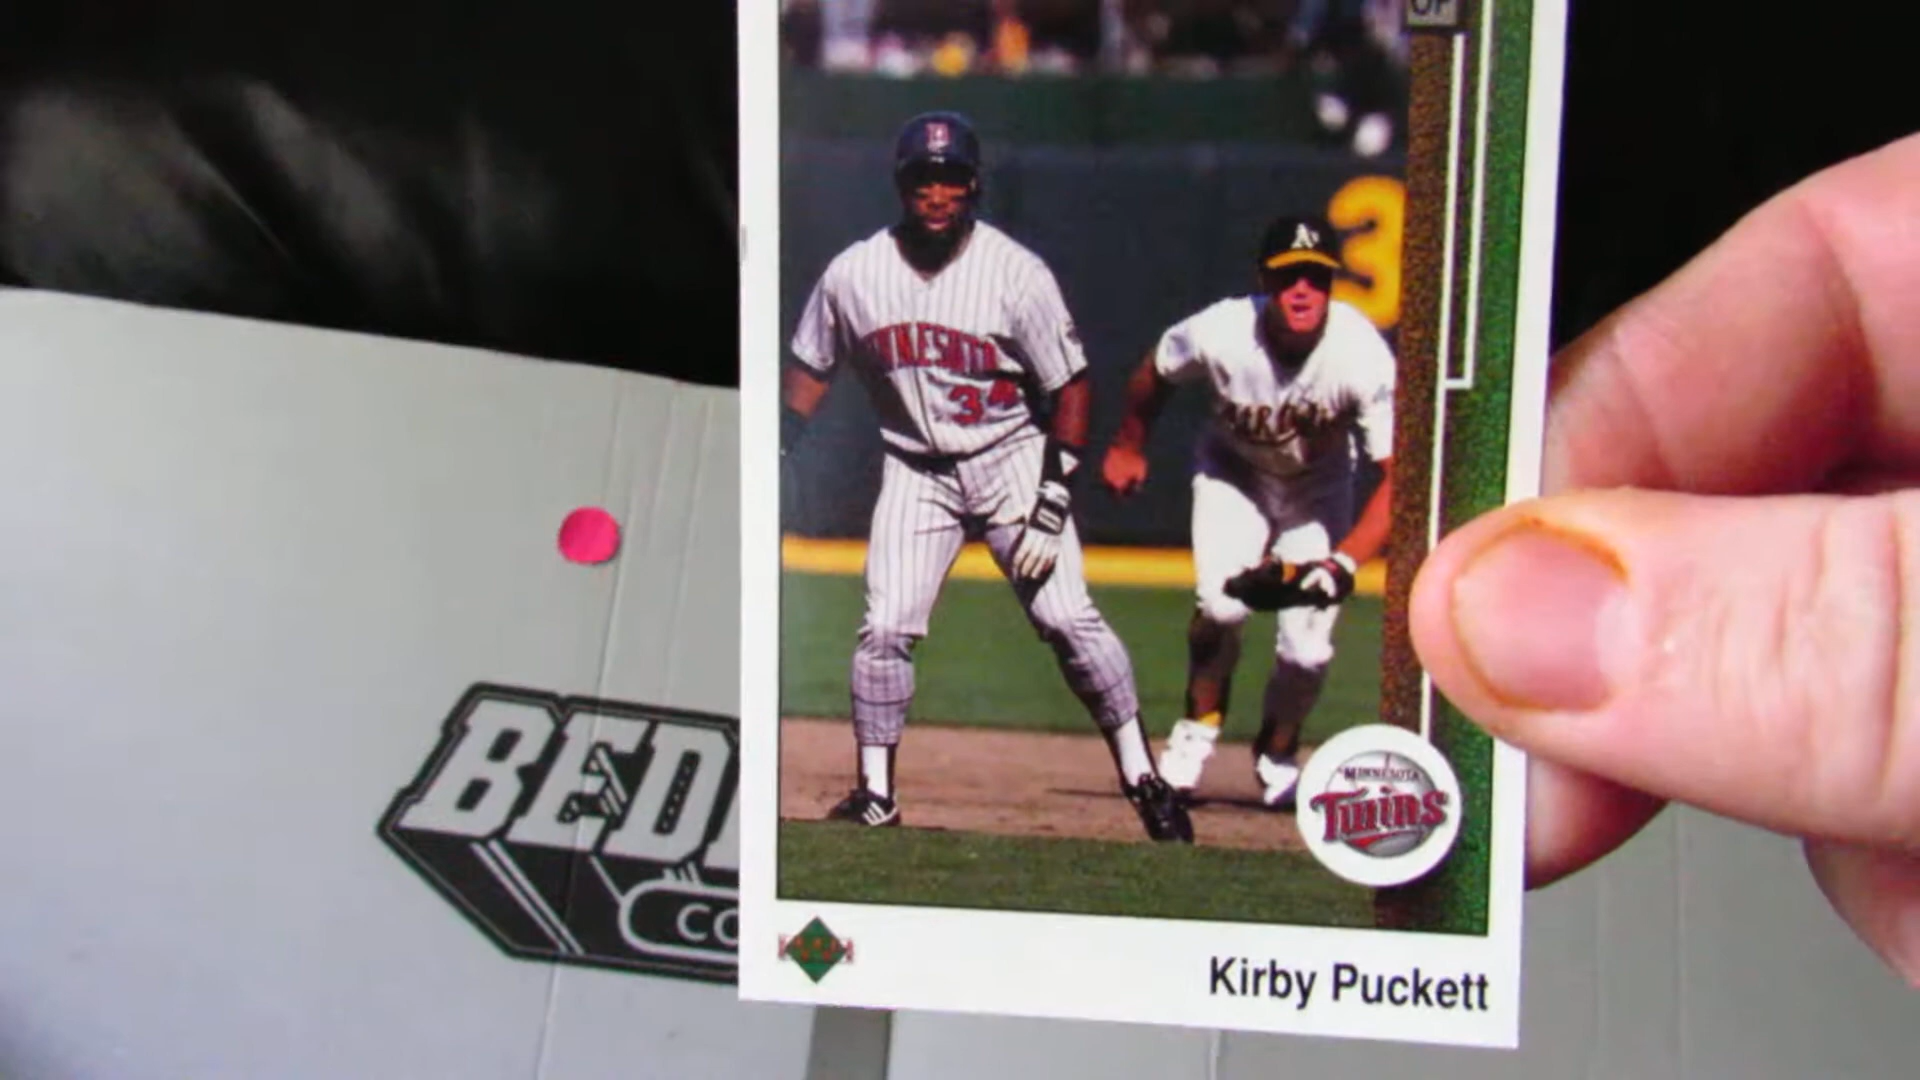 OF
A's
3
MINNESOTA
34
MINNESOTA
Twins
BED
CO
Kirby Puckett